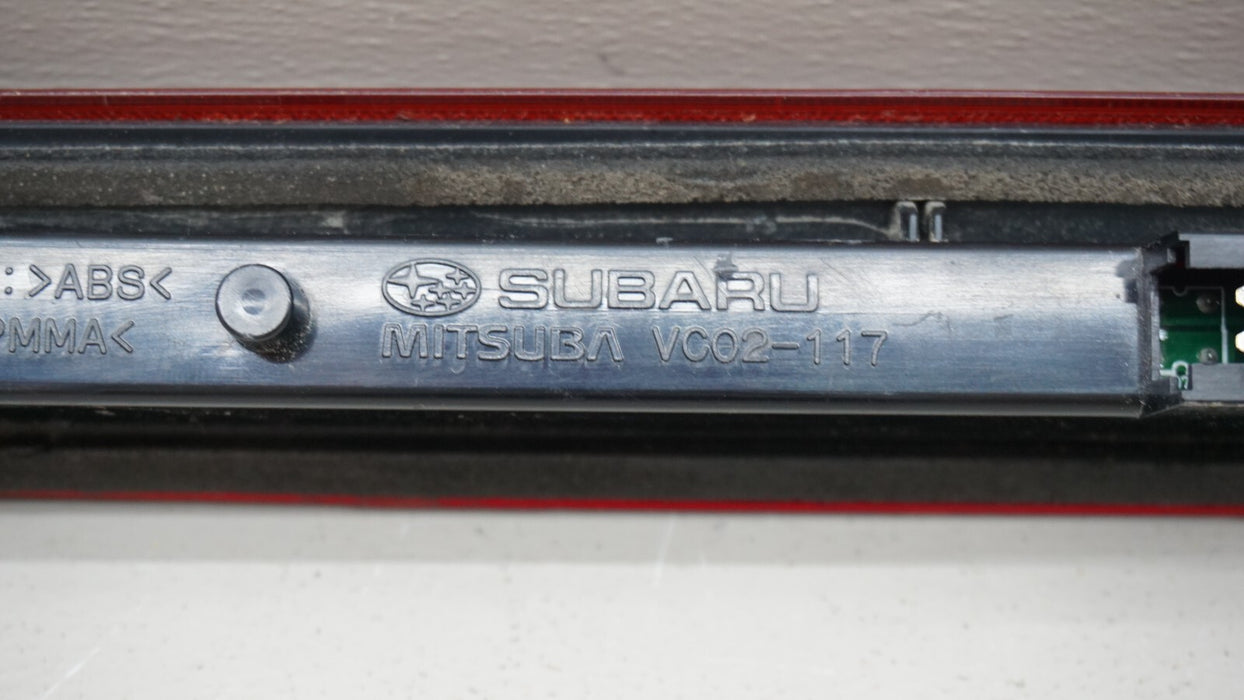 :>ABS<
PMMA<
SUBARU
MITSUBA VC02-117